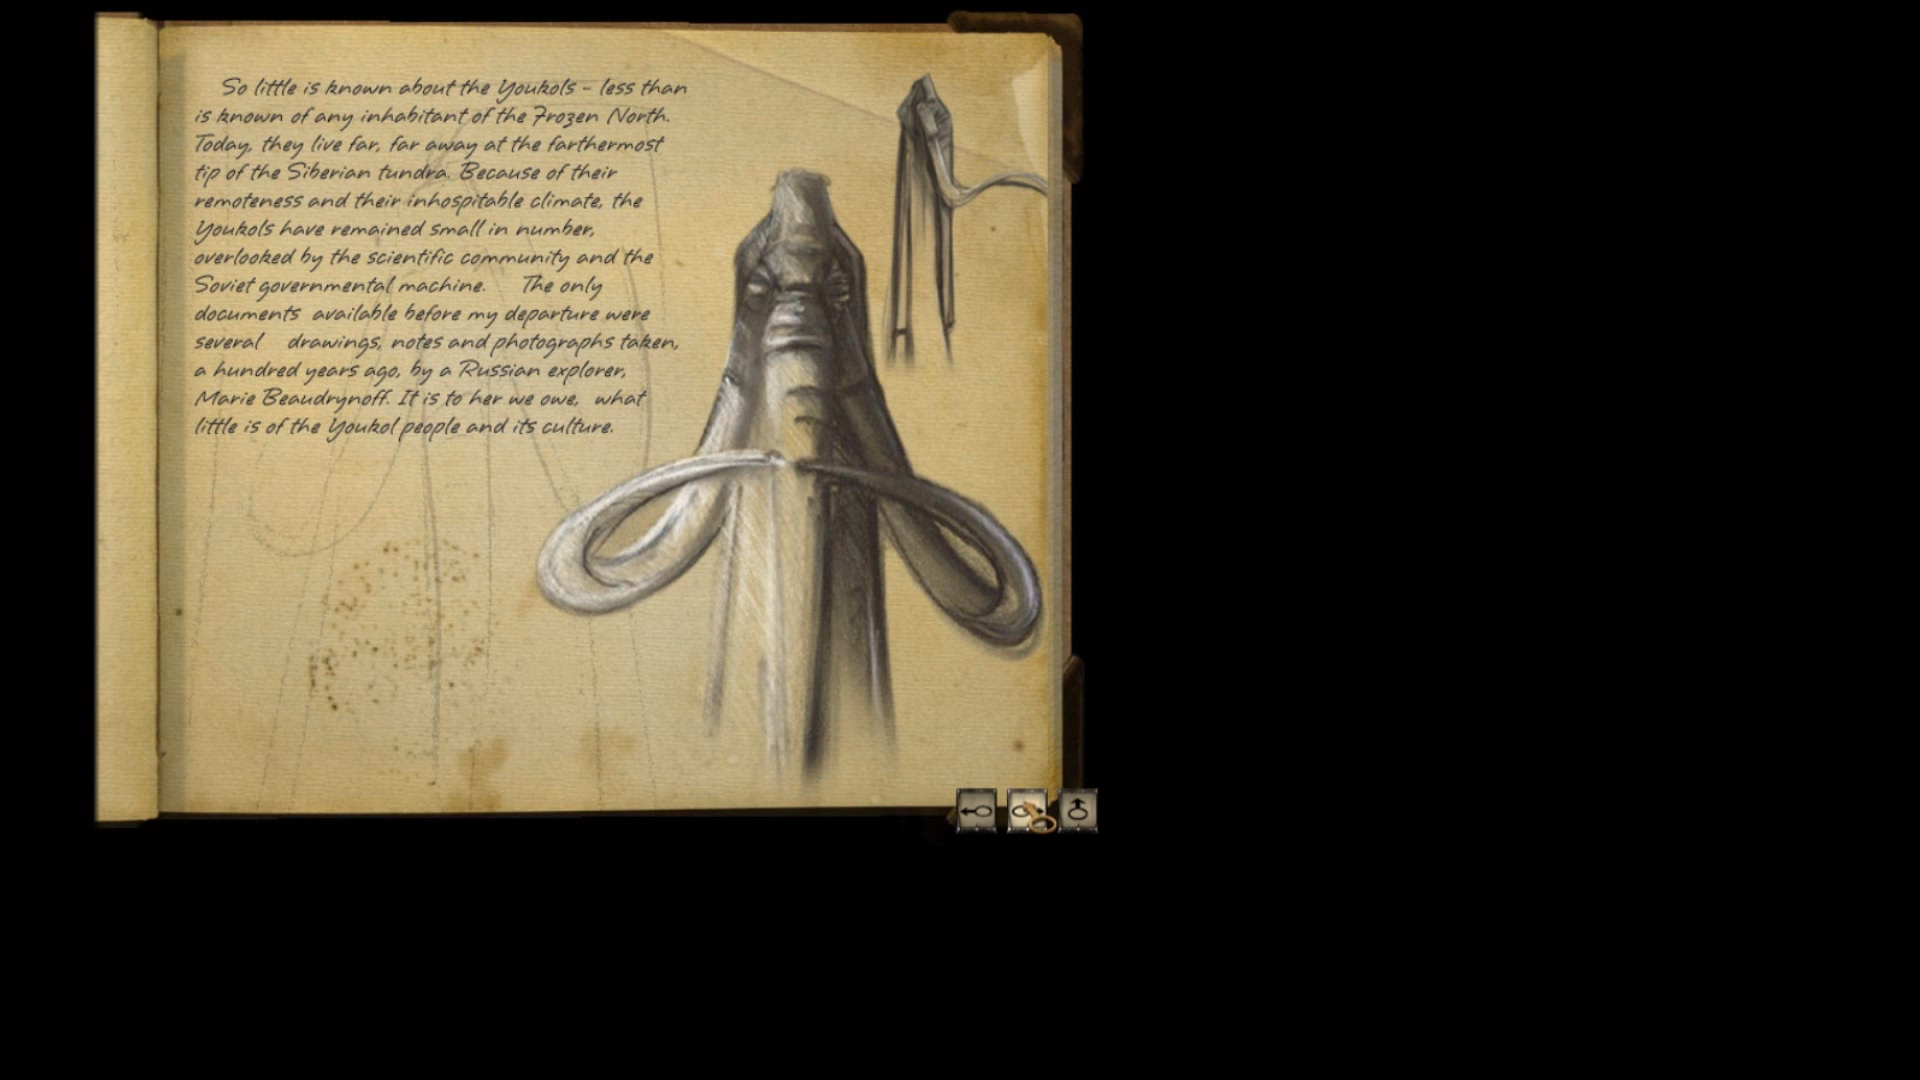 So little is known about the Youkols - less than
is known of any inhabitant of the Frozen North.
Today, they live far, far away at the farthermost
tip of the Siberian tundra. Because of their
remoteness and their inhospitable climate, the
Youkols have remained small in number,
overlooked by the scientific community and the
Soviet governmental machine. The only
documents available before my departure were
several drawings, notes and photographs taken,
a hundred years ago, by a Russian explorer,
Marie Beaudrynoff. It is to her we owe, what
little is of the Youkol people and its culture.